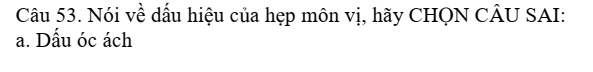 Câu 53. Nói về dấu hiệu của hẹp môn vị, hãy CHỌN CÂU SAI:
a. Dấu óc ách